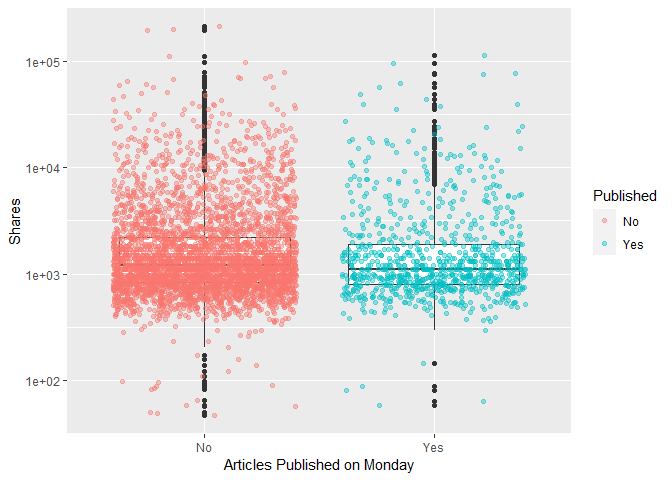 1e+05
1e+04
1e+03
1e+02
Shares
No
Yes
Articles Published on Monday
Published
No
Yes